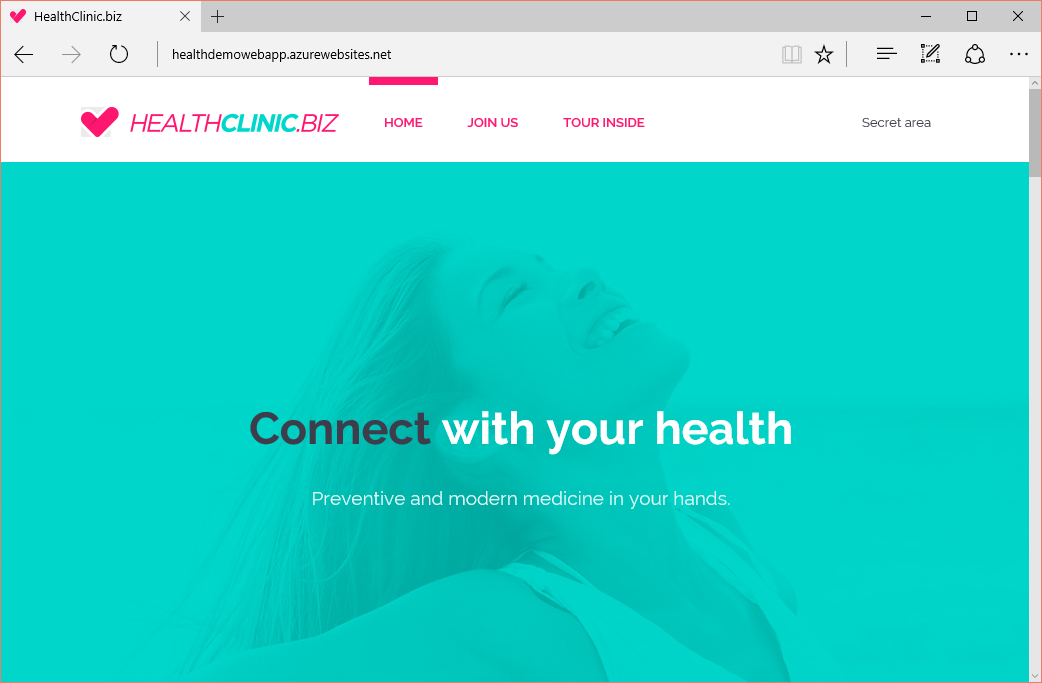 HealthClinic.biz
healthdemowebapp.azurewebsites.net
HEALTHCLINIC.BIZ HOME JOIN US TOUR INSIDE Secret area
Connect with your health
Preventive and modern medicine in your hands.